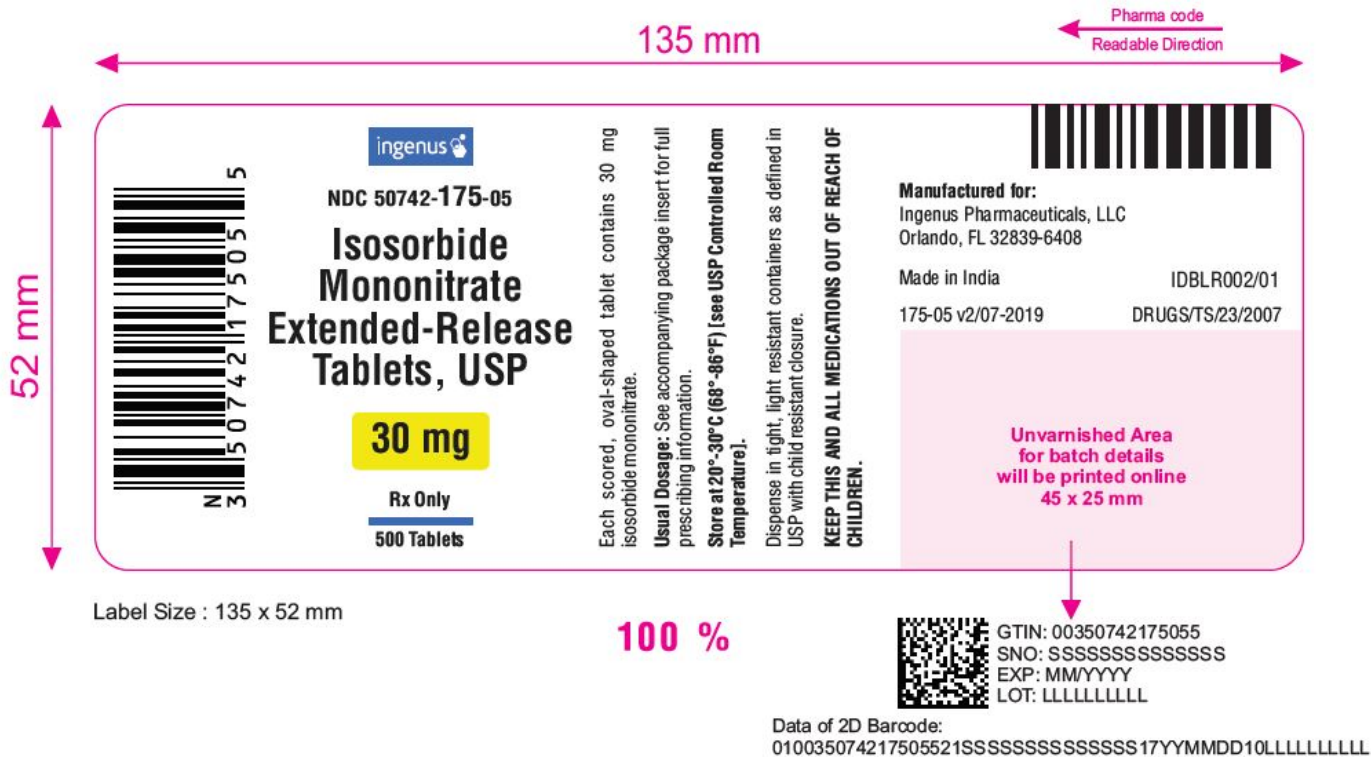 Pharma code
Readable Direction
135 mm
52 mm
N
3 50742 17505 5
ingenus
NDC 50742-175-05
Isosorbide
Mononitrate
Extended-Release
Tablets, USP
30 mg
Rx Only
500 Tablets
Each scored, oval-shaped tablet contains 30 mg
isosorbide mononitrate.
Usual Dosage: See accompanying package insert for full
prescribing information.
Store at 20°-30°C (68°-86°F) [see USP Controlled Room
Temperature].
Dispense in tight, light resistant containers as defined in
USP with child resistant closure.
KEEP THIS AND ALL MEDICATIONS OUT OF REACH OF
CHILDREN.
Manufactured for:
Ingenus Pharmaceuticals, LLC
Orlando, FL 32839-6408
Made in India IDBLR002/01
175-05 v2/07-2019 DRUGS/TS/23/2007
Unvarnished Area
for batch details
will be printed online
45 x 25 mm
Label Size : 135 x 52 mm
100 %
GTIN: 00350742175055
SNO: SSSSSSSSSSSSSS
EXP: MM/YYYY
LOT: LLLLLLLLLL
Data of 2D Barcode:
010035074217505521SSSSSSSSSSSSSS17YYMMDD10LLLLLLLLLL